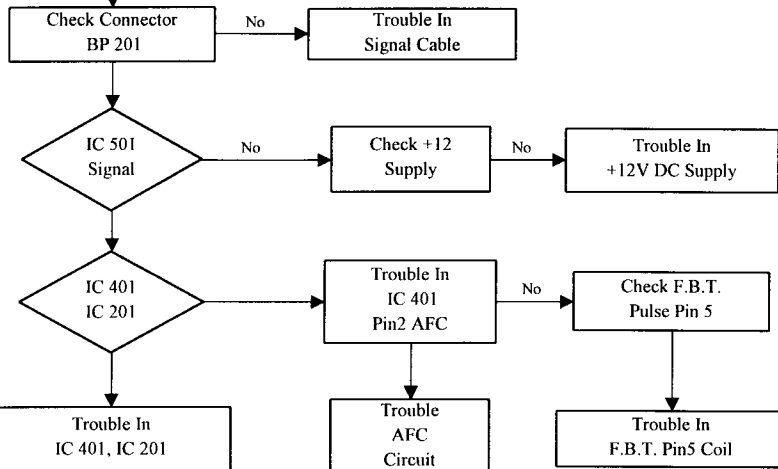 Check Connector
BP 201
No
Trouble In
Signal Cable
IC 501
Signal
No
Check +12
Supply
No
Trouble In
+12V DC Supply
IC 401
IC 201
Trouble In
IC 401
Pin2 AFC
No
Check F.B.T.
Pulse Pin 5
Trouble In
IC 401, IC 201
Trouble
AFC
Circuit
Trouble In
F.B.T. Pin5 Coil